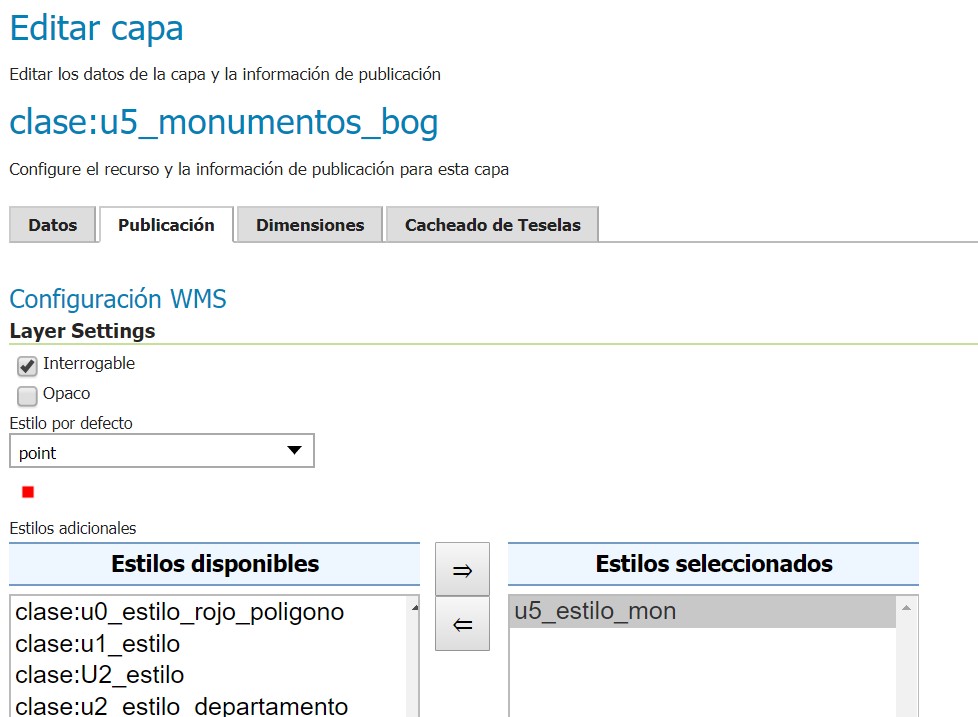 Editar capa
Editar los datos de la capa y la información de publicación
clase:u5_monumentos_bog
Configure el recurso y la información de publicación para esta capa
Datos Publicación Dimensiones Cacheado de Teselas
Configuración WMS
Layer Settings
Interrogable
Opaco
Estilo por defecto
point
Estilos adicionales
Estilos disponibles ⇒ Estilos seleccionados
clase:u0_estilo_rojo_poligono ⇐ u5_estilo_mon
clase:u1_estilo
clase:U2_estilo
clase:u2_estilo_departamento